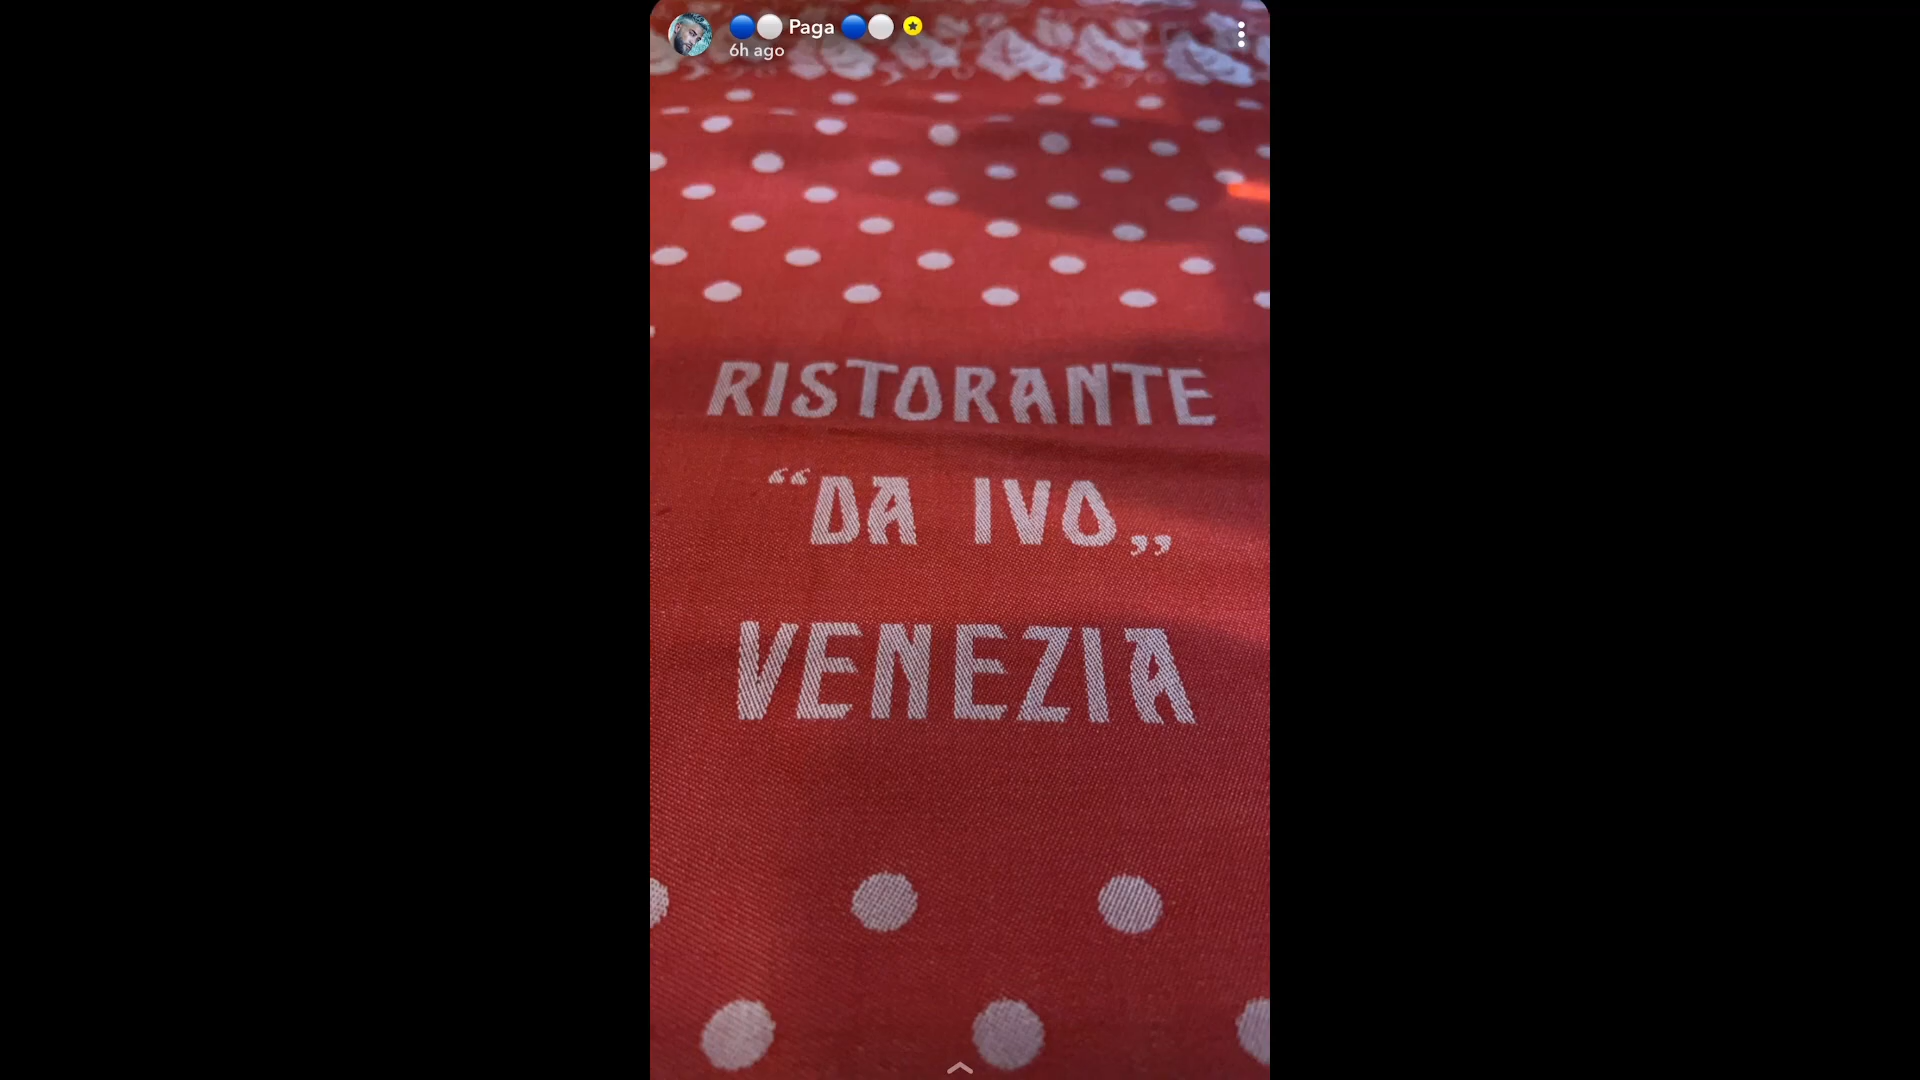 🔵⚪ Paga 🔵⚪
6h ago
RISTORANTE
“DA IVO„
VENEZIA